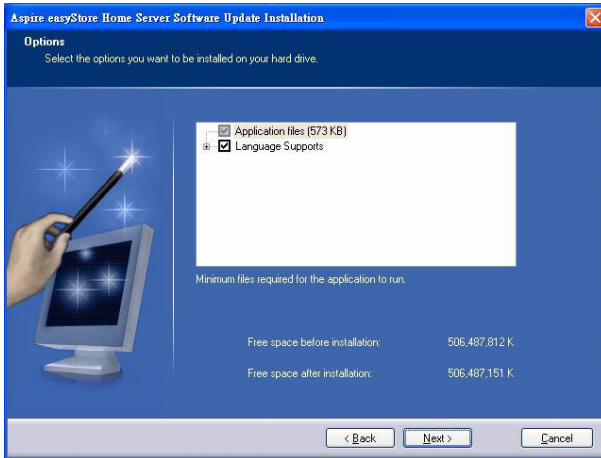 Aspire easyStore Home Server Software Update Installation
Options
Select the options you want to be installed on your hard drive.
Application files (573 KB)
Language Supports
Minimum files required for the application to run.
Free space before installation: 506,487,812 K
Free space after installation: 506,487,151 K
< Back Next > Cancel